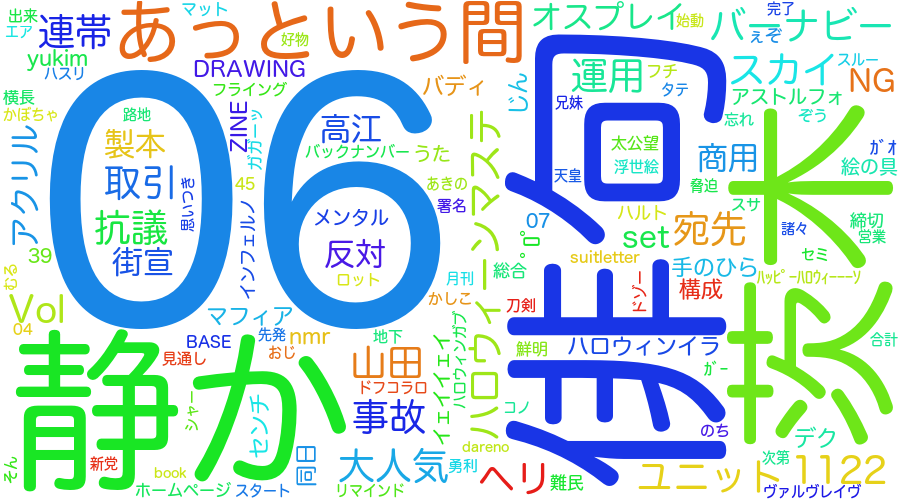 出来
エア
連帯
あっという間
マット
好物
オスプレイ
始動
完了
バーナビー
えぞ
yukim
ハスリ
DRAWING
フライング
バディ
運用
フチ
タテ
スカイ
スルー
NG
アストルフォ
横長
かぼちゃ
路地
ZINE
ガガーッ
高江
バックナンバー
うた
じん
兄妹
何
忘れ
ぞう
06
製本
取引
思いつき
45
あきの
署名
太公望
浮世絵
天皇
脅迫
商用
ｶﾞｵ
絵の具
アクリル
抗議
街宣
39
インフェルノ
メンタル
反対
ロット
ハロウィーンマステ
07
ﾟﾛﾟ
ハルト
set
宛先
スサ
諸々
締切
営業
茨木
むる
Vol
04
マフィア
総合
月刊
かしこ
suitletter
手のひら
セミ
ﾊｯﾋﾟｰﾊﾛｳｨｰｰｰｿ
構成
刀剣
ドゾー
BASE
先発
nmr
地下
見通し
おじ
山田
ドフコラロ
イェイイェイ
ハロウィンガブ
鮮明
ハロウィンイラ
ｶﾞｰ
合計
静か
シャー
センチ
事故
コノ
伊
のち
dareno
デク
そん
新党
book
同日
大人気
勇利
ヘリ
難民
ユニット
次第
1122
ホームページ
スタート
リマインド
ヴァルヴレイヴ